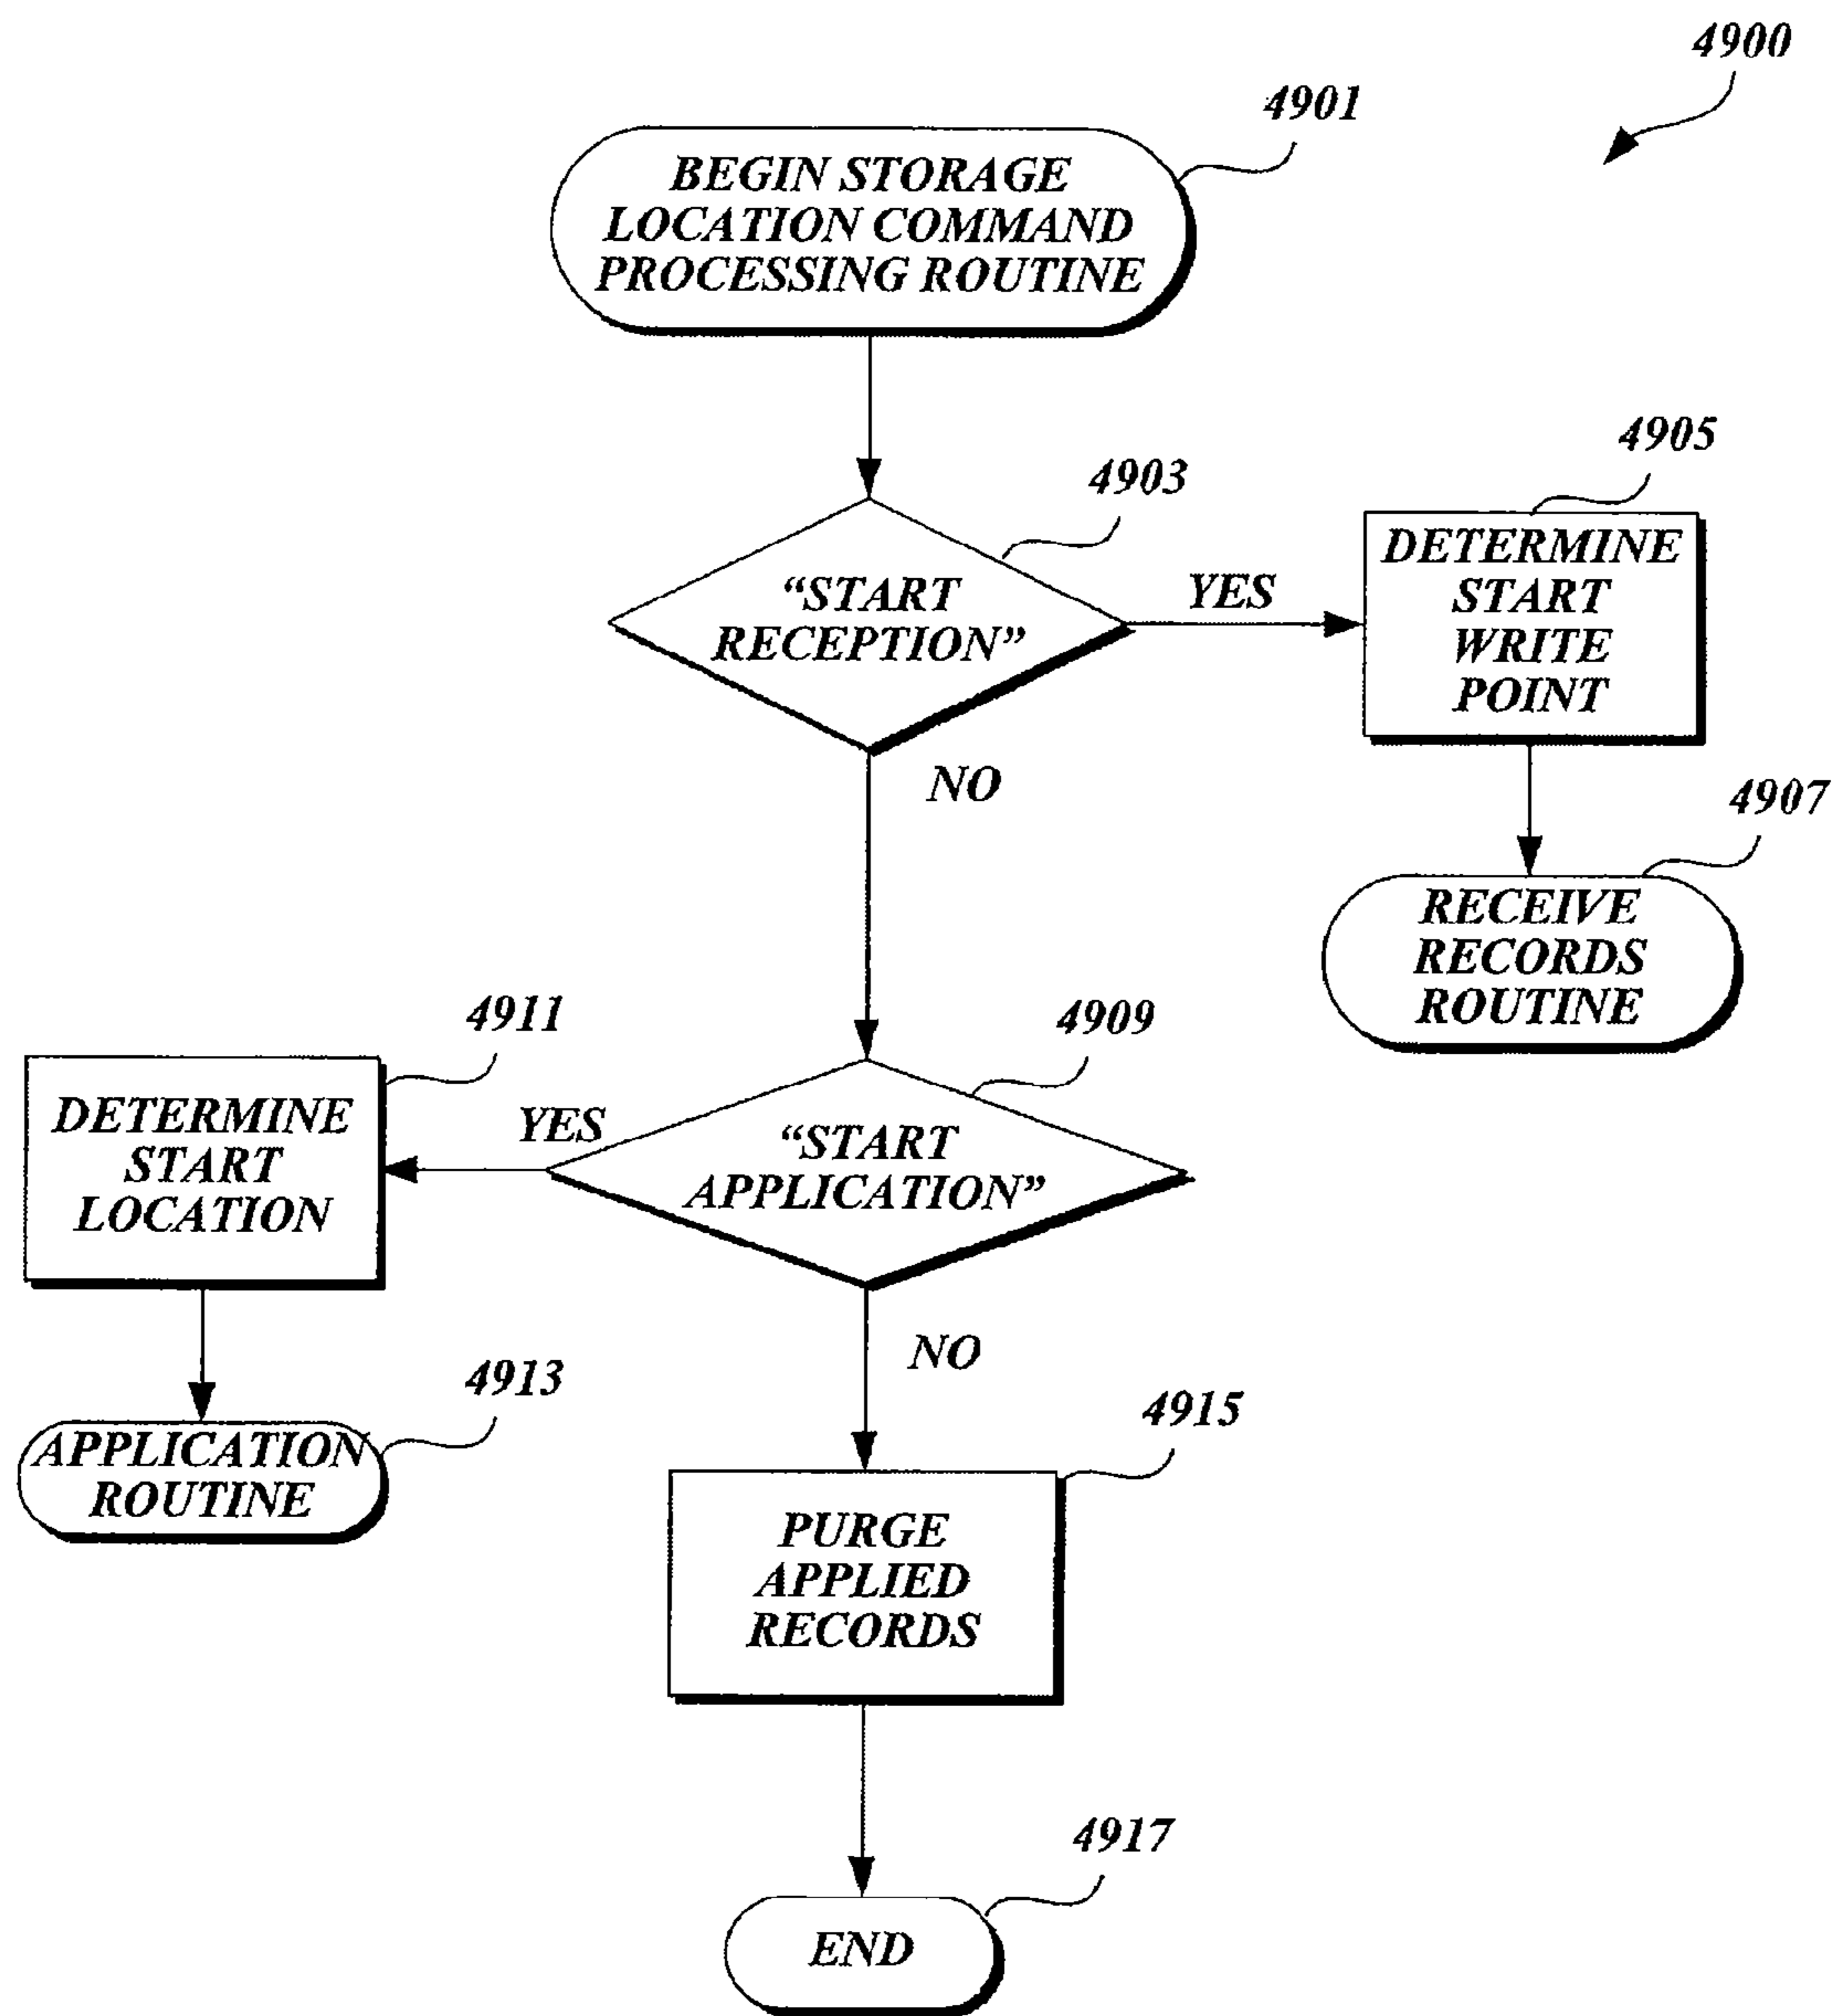 4900
4901
BEGIN STORAGE
LOCATION COMMAND
PROCESSING ROUTINE
4903
“START
RECEPTION”
YES
NO
4905
DETERMINE
START
WRITE
POINT
4907
RECEIVE
RECORDS
ROUTINE
4909
“START
APPLICATION”
YES
NO
4911
DETERMINE
START
LOCATION
4913
APPLICATION
ROUTINE
4915
PURGE
APPLIED
RECORDS
4917
END